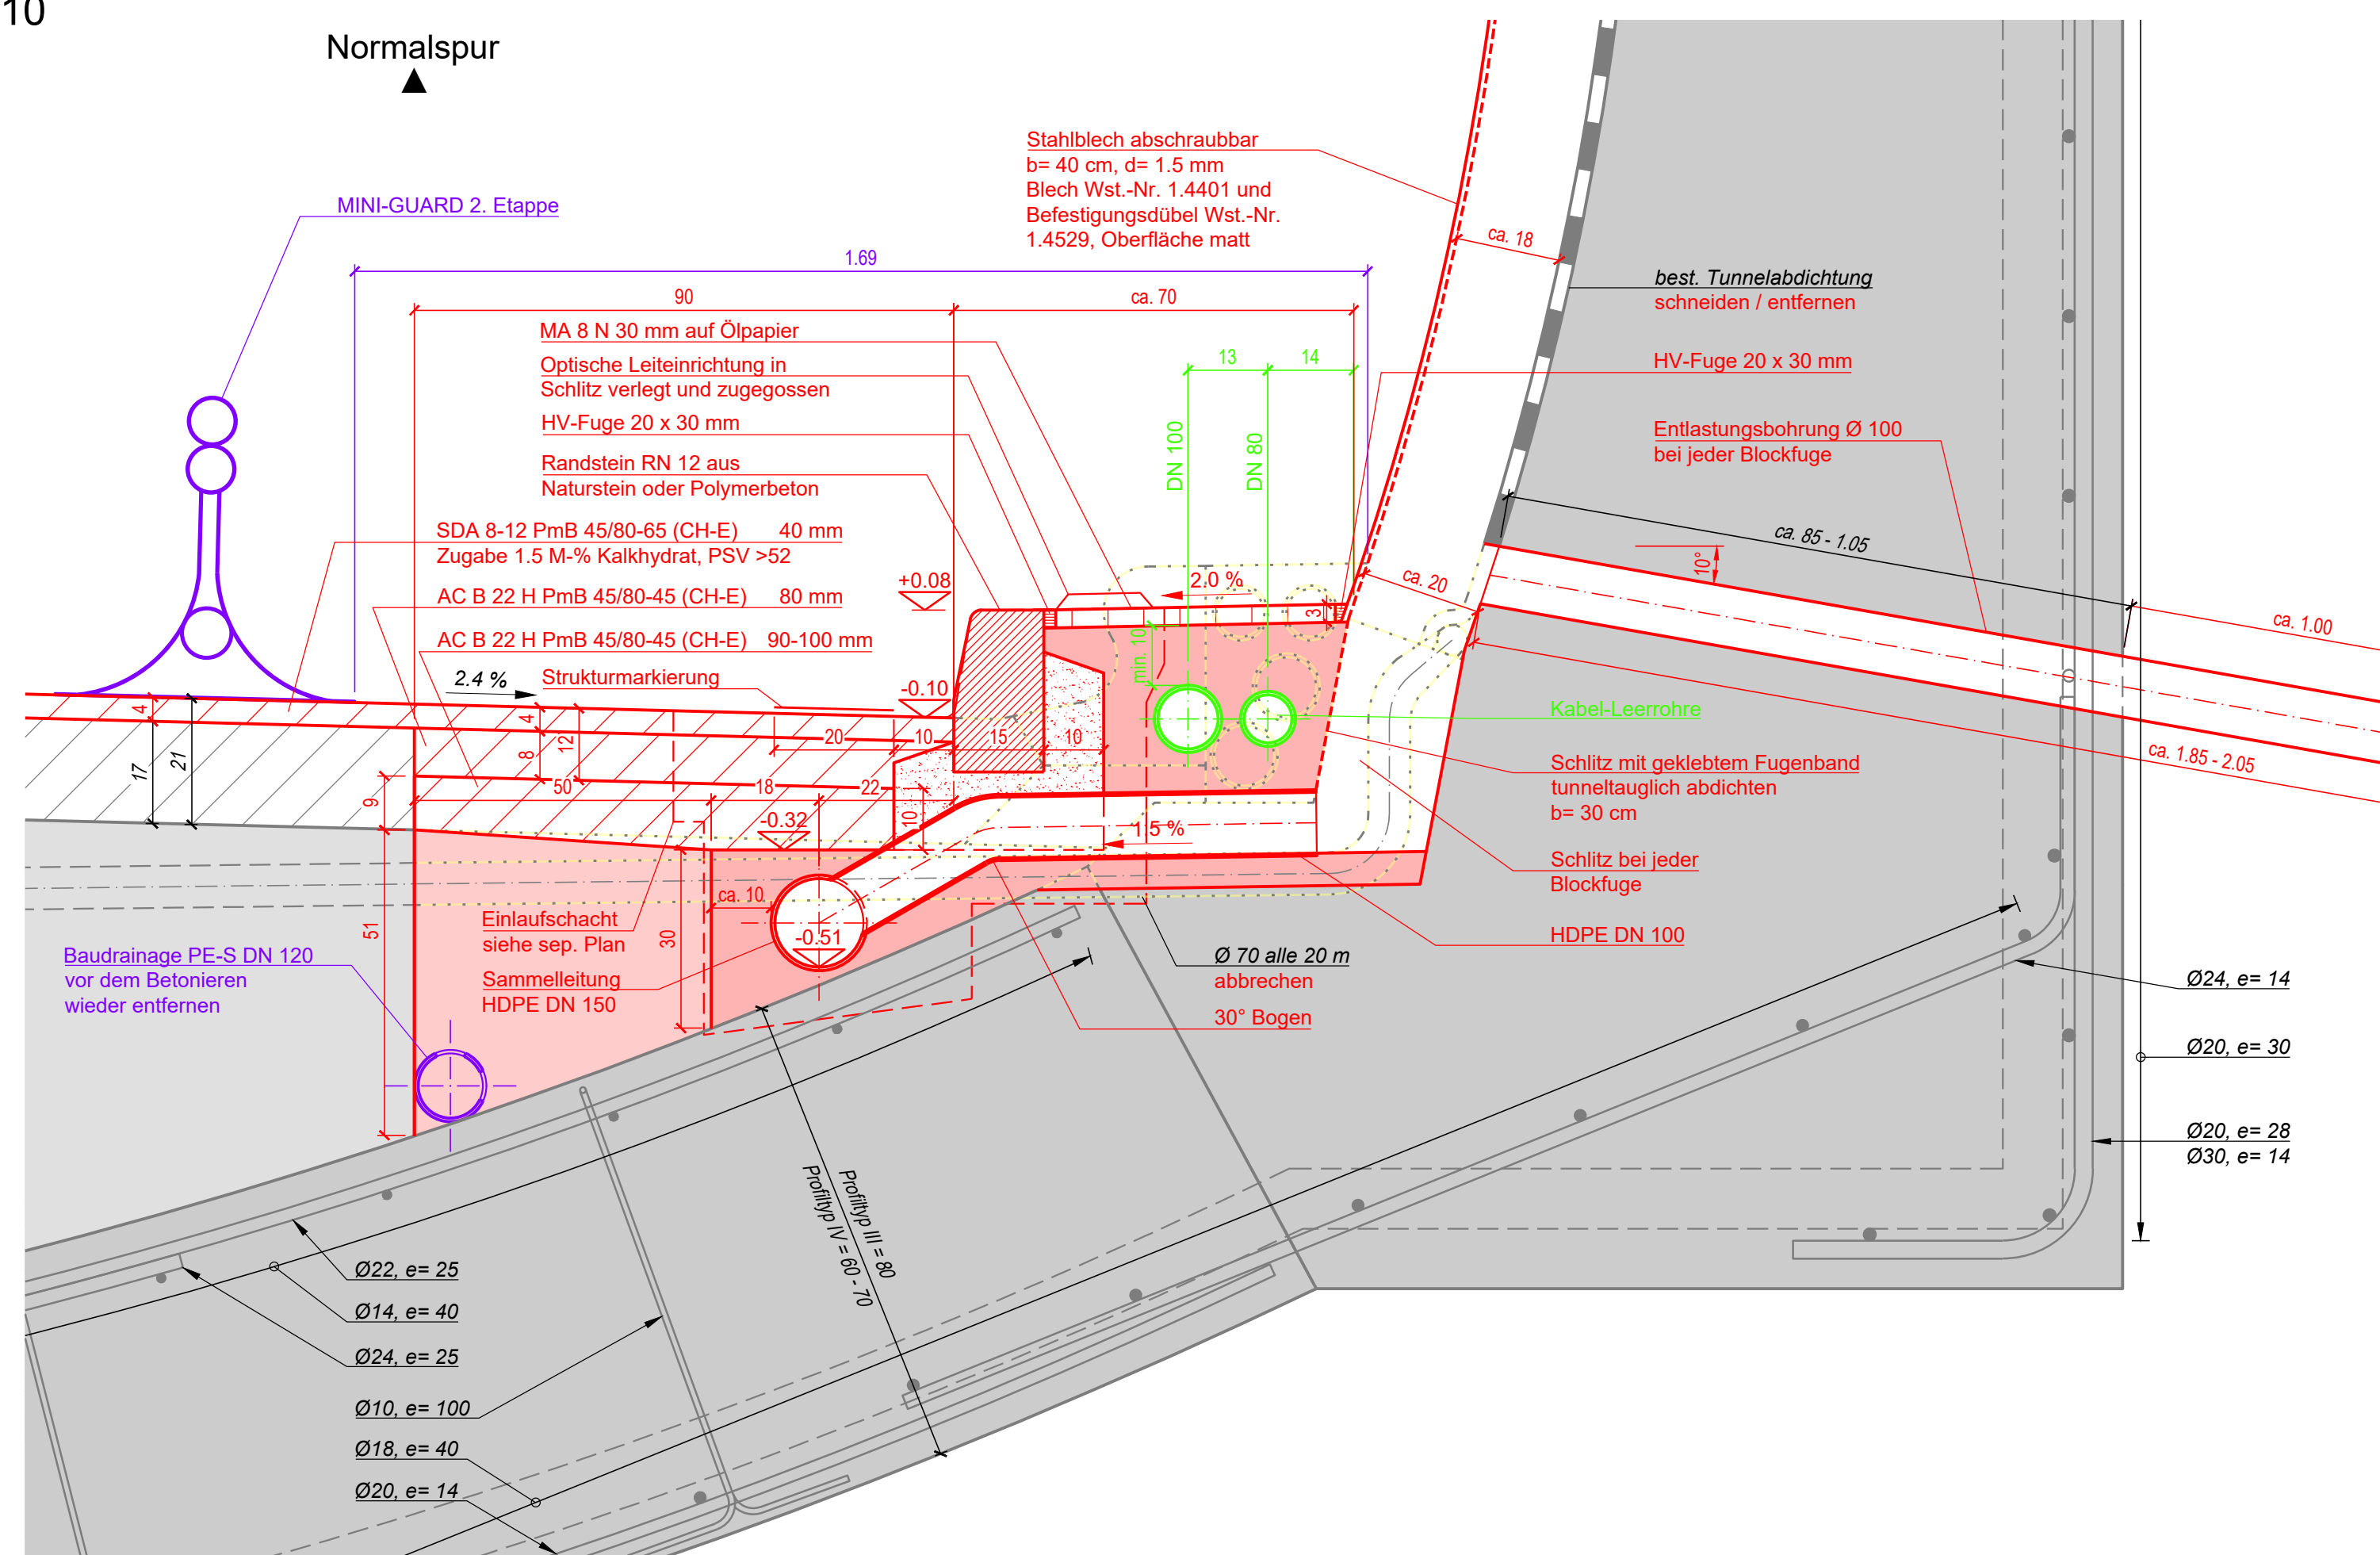 10
Normalspur
MINI-GUARD 2. Etappe
Stahlblech abschraubbar
b= 40 cm, d= 1.5 mm
Blech Wst.-Nr. 1.4401 und
Befestigungsdübel Wst.-Nr.
1.4529, Oberfläche matt
ca. 18
1.69
best. Tunnelabdichtung
schneiden / entfernen
90
ca. 70
MA 8 N 30 mm auf Ölpapier
Optische Leiteinrichtung in
Schlitz verlegt und zugegossen
13
14
HV-Fuge 20 x 30 mm
HV-Fuge 20 x 30 mm
Entlastungsbohrung Ø 100
bei jeder Blockfuge
DN 100
DN 80
Randstein RN 12 aus
Naturstein oder Polymerbeton
SDA 8-12 PmB 45/80-65 (CH-E) 40 mm
Zugabe 1.5 M-% Kalkhydrat, PSV >52
ca. 85 - 1.05
10°
AC B 22 H PmB 45/80-45 (CH-E) 80 mm
+0.08
2.0 %
ca. 20
3
ca. 1.00
AC B 22 H PmB 45/80-45 (CH-E) 90-100 mm
min. 10
2.4 %
Strukturmarkierung
-0.10
4
4
Kabel-Leerrohre
17
21
8
12
20
10
15
10
ca. 1.85 - 2.05
Schlitz mit geklebtem Fugenband
tunneltauglich abdichten
b= 30 cm
9
50
18
22
-0.32
10
1.5 %
Schlitz bei jeder
Blockfuge
ca. 10
51
30
Einlaufschacht
siehe sep. Plan
-0.51
HDPE DN 100
Baudrainage PE-S DN 120
vor dem Betonieren
wieder entfernen
Sammelleitung
HDPE DN 150
Ø 70 alle 20 m
abbrechen
30° Bogen
Ø24, e= 14
Ø20, e= 30
Ø20, e= 28
Ø30, e= 14
Profiltyp III = 80
Profiltyp IV = 60 - 70
Ø22, e= 25
Ø14, e= 40
Ø24, e= 25
Ø10, e= 100
Ø18, e= 40
Ø20, e= 14